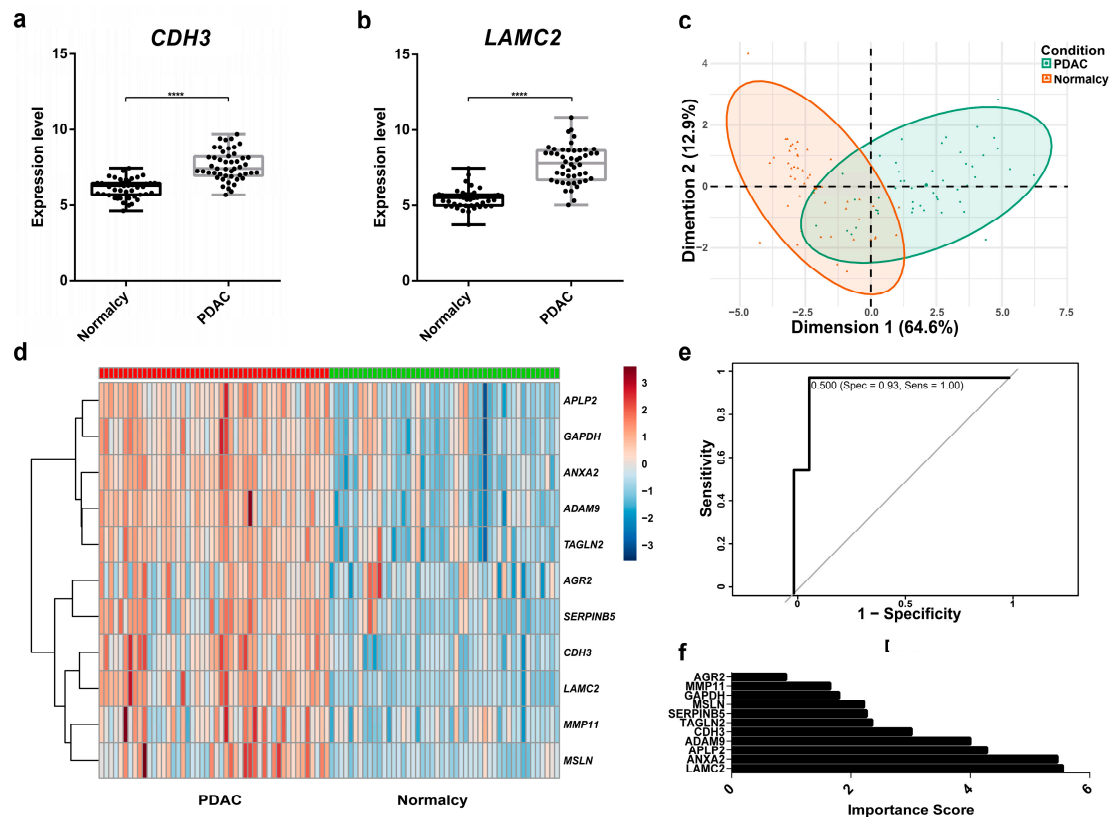 a
CDH3
Expression level
15
10
5
0
****
Normalcy
PDAC
b
LAMC2
Expression level
15
10
5
0
****
Normalcy
PDAC
c
Condition
PDAC
Normalcy
Dimention 2 (12.9%)
4
2
0
−2
−5.0
−2.5
0.0
2.5
5.0
7.5
Dimension 1 (64.6%)
d
APLP2
GAPDH
ANXA2
ADAM9
TAGLN2
AGR2
SERPINB5
CDH3
LAMC2
MMP11
MSLN
3
2
1
0
−1
−2
−3
PDAC
Normalcy
e
Sensitivity
1
0.8
0.6
0.4
0.2
0
0.500 (Spec = 0.93, Sens = 1.00)
0
0.5
1
1 − Specificity
f
AGR2
MMP11
GAPDH
MSLN
SERPINB5
TAGLN2
CDH3
ADAM9
APLP2
ANXA2
LAMC2
0
2
4
6
Importance Score